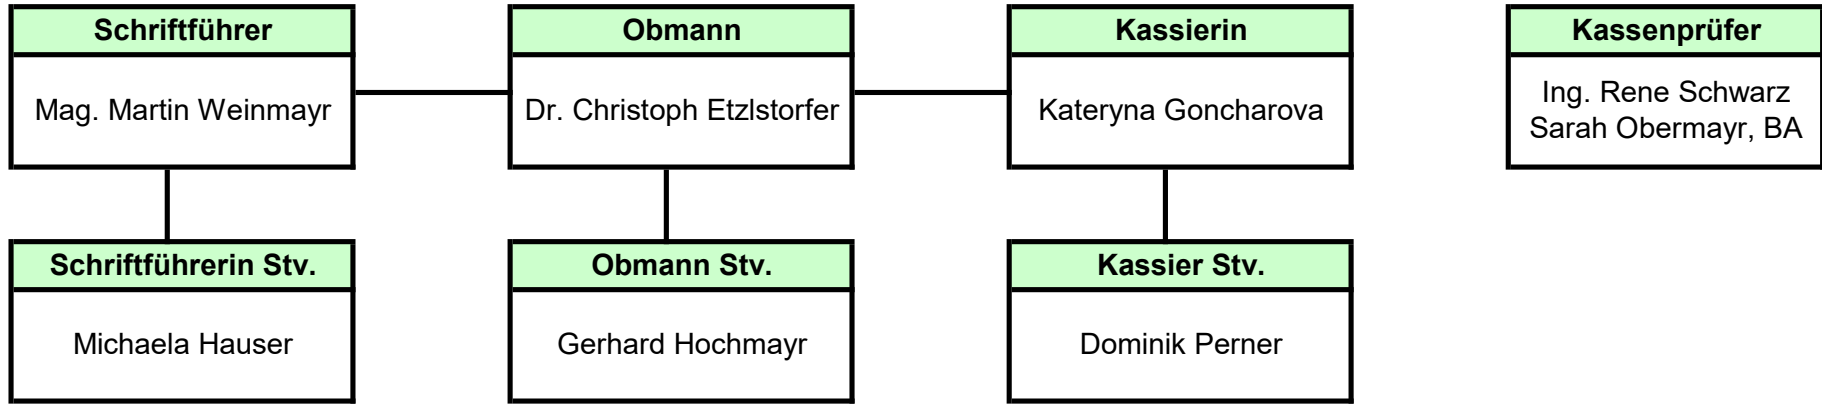 Schriftführer
Mag. Martin Weinmayr
Obmann
Dr. Christoph Etzlstorfer
Kassierin
Kateryna Goncharova
Kassenprüfer
Ing. Rene Schwarz
Sarah Obermayr, BA
Schriftführerin Stv.
Michaela Hauser
Obmann Stv.
Gerhard Hochmayr
Kassier Stv.
Dominik Perner